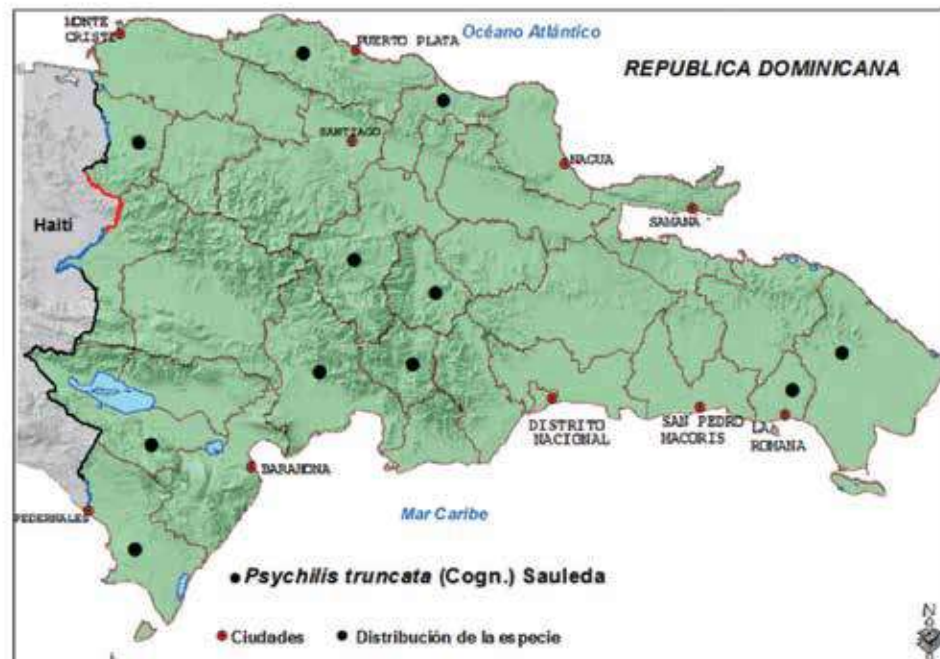 MONTE
CRISTI
PUERTO PLATA
Océano Atlántico
REPUBLICA DOMINICANA
SANTIAGO
NAGUA
SAMANA
Haití
DISTRITO
NACIONAL
SAN PEDRO
MACORIS
LA
ROMANA
BARAHONA
PEDERNALES
Mar Caribe
Psychilis truncata (Cogn.) Sauleda
Ciudades
Distribución de la especie